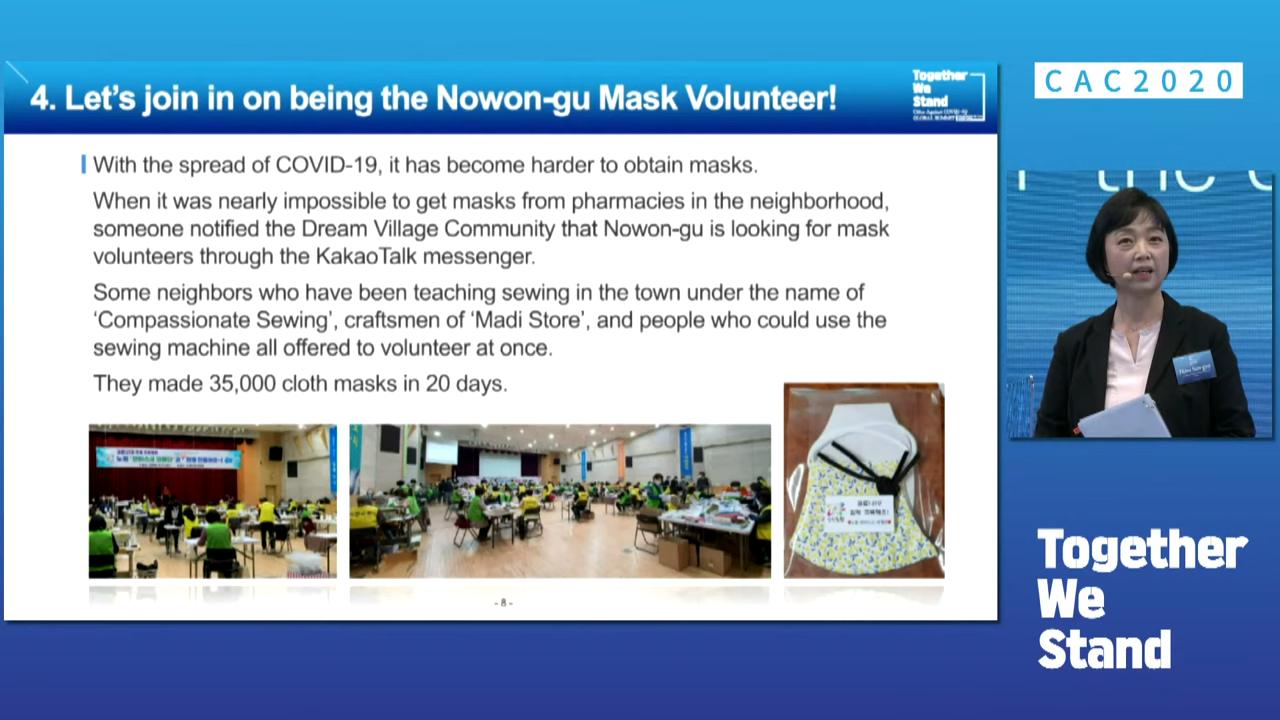 4. Let's join in on being the Nowon-gu Mask Volunteer!
Together
We
Stand
With the spread of COVID-19, it has become harder to obtain masks.
When it was nearly impossible to get masks from pharmacies in the neighborhood,
someone notified the Dream Village Community that Nowon-gu is looking for mask
volunteers through the KakaoTalk messenger.
Some neighbors who have been teaching sewing in the town under the name of
‘Compassionate Sewing’, craftsmen of ‘Madi Store’, and people who could use the
sewing machine all offered to volunteer at once.
They made 35,000 cloth masks in 20 days.
- 8 -
CAC2020
Together
We
Stand